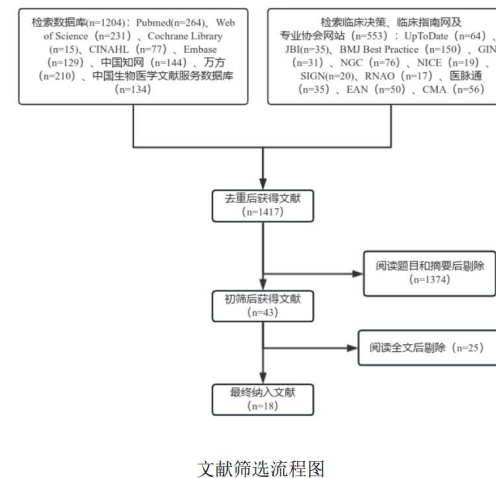 检索数据库(n=1204)：Pubmed(n=264)、Web
of Science（n=231）、Cochrane Library
(n=15)、CINAHL（n=77）、Embase
（n=129）、中国知网（n=144）、万方
（n=210）、中国生物医学文献服务数据库
（n=134）
检索临床决策、临床指南网及
专业协会网站（n=553）：UpToDate（n=64）、
JBI(n=35)、BMJ Best Practice（n=150）、GIN
（n=31）、NGC（n=76）、NICE（n=19）、
SIGN(n=20)、RNAO（n=17）、医脉通
（n=35）、EAN（n=50）、CMA（n=56）
去重后获得文献
（n=1417）
阅读题目和摘要后剔除
（n=1374）
初筛后获得文献
（n=43）
阅读全文后剔除（n=25）
最终纳入文献
（n=18）
文献筛选流程图